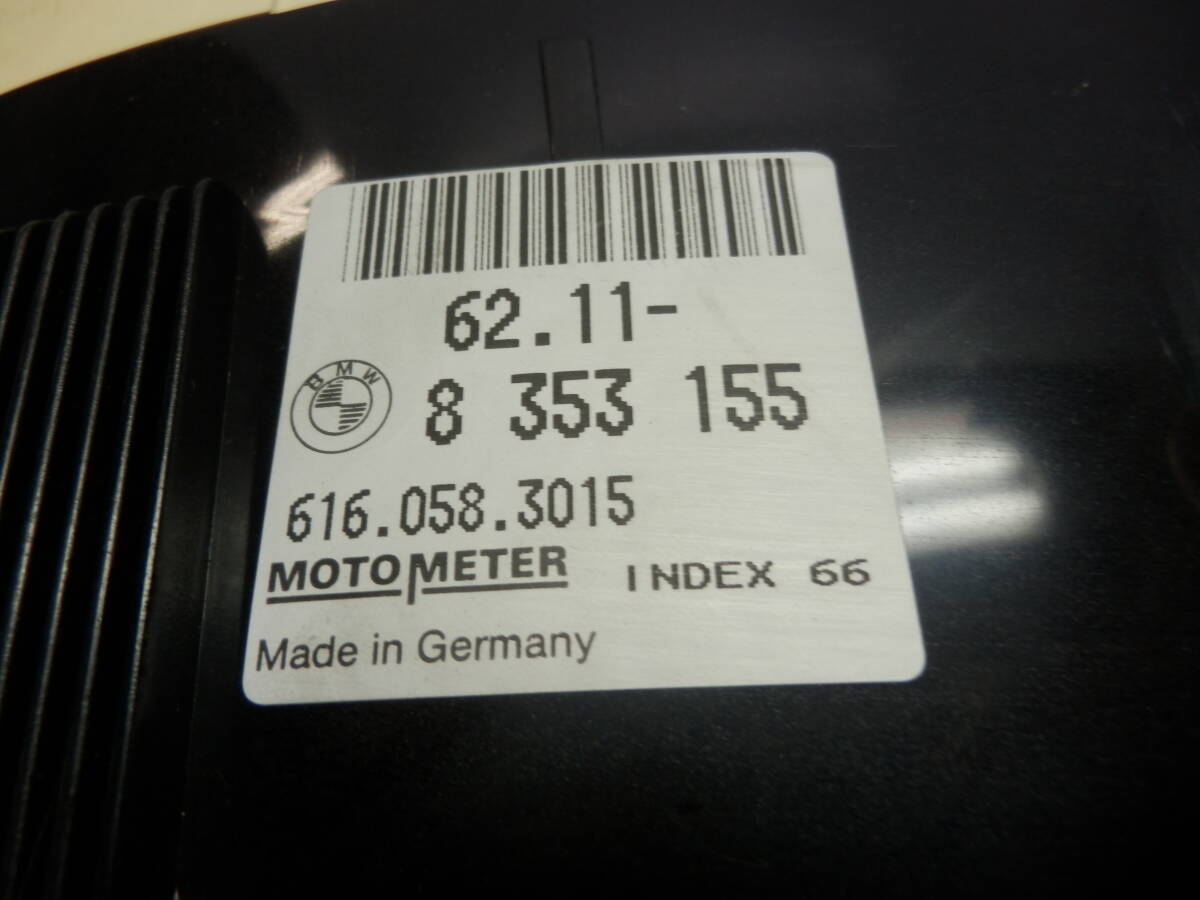 62.11-
BMW
8 353 155
616.058.3015
MOTOMETER INDEX 66
Made in Germany